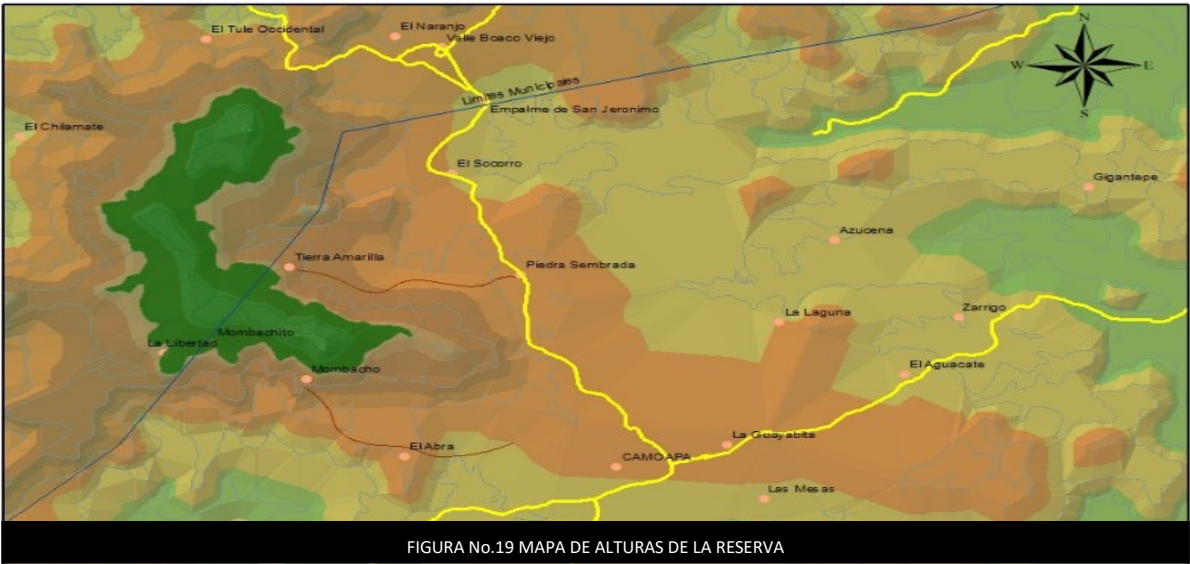 El Tule Occidental
El Naranjo
Valle Boaco Viejo
N
W
E
S
Limites Municipales
Empalme de San Jeronimo
El Chilamate
El Socorro
Gigantepe
Azucena
Tierra Amarilla
Piedra Sembrada
La Laguna
Zarrigo
Mombachito
La Libertad
Mombacho
El Aguacate
La Guayabita
El Abra
CAMOAPA
Las Mesas
FIGURA No.19 MAPA DE ALTURAS DE LA RESERVA